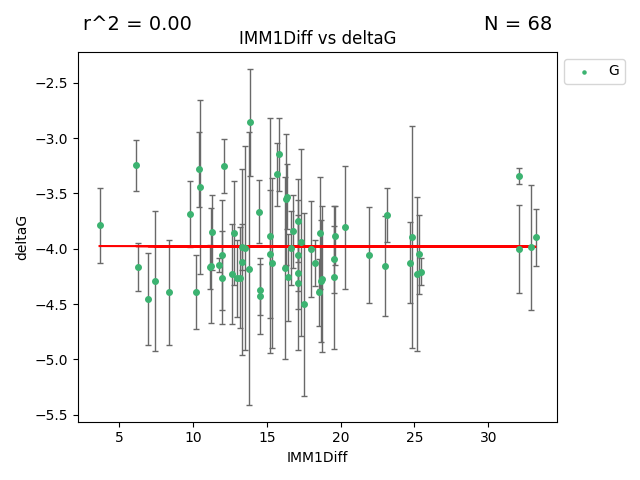 r^2 = 0.00
N = 68
IMM1Diff vs deltaG
G
−2.5
−3.0
−3.5
−4.0
−4.5
−5.0
−5.5
deltaG
5 10 15 20 25 30
IMM1Diff